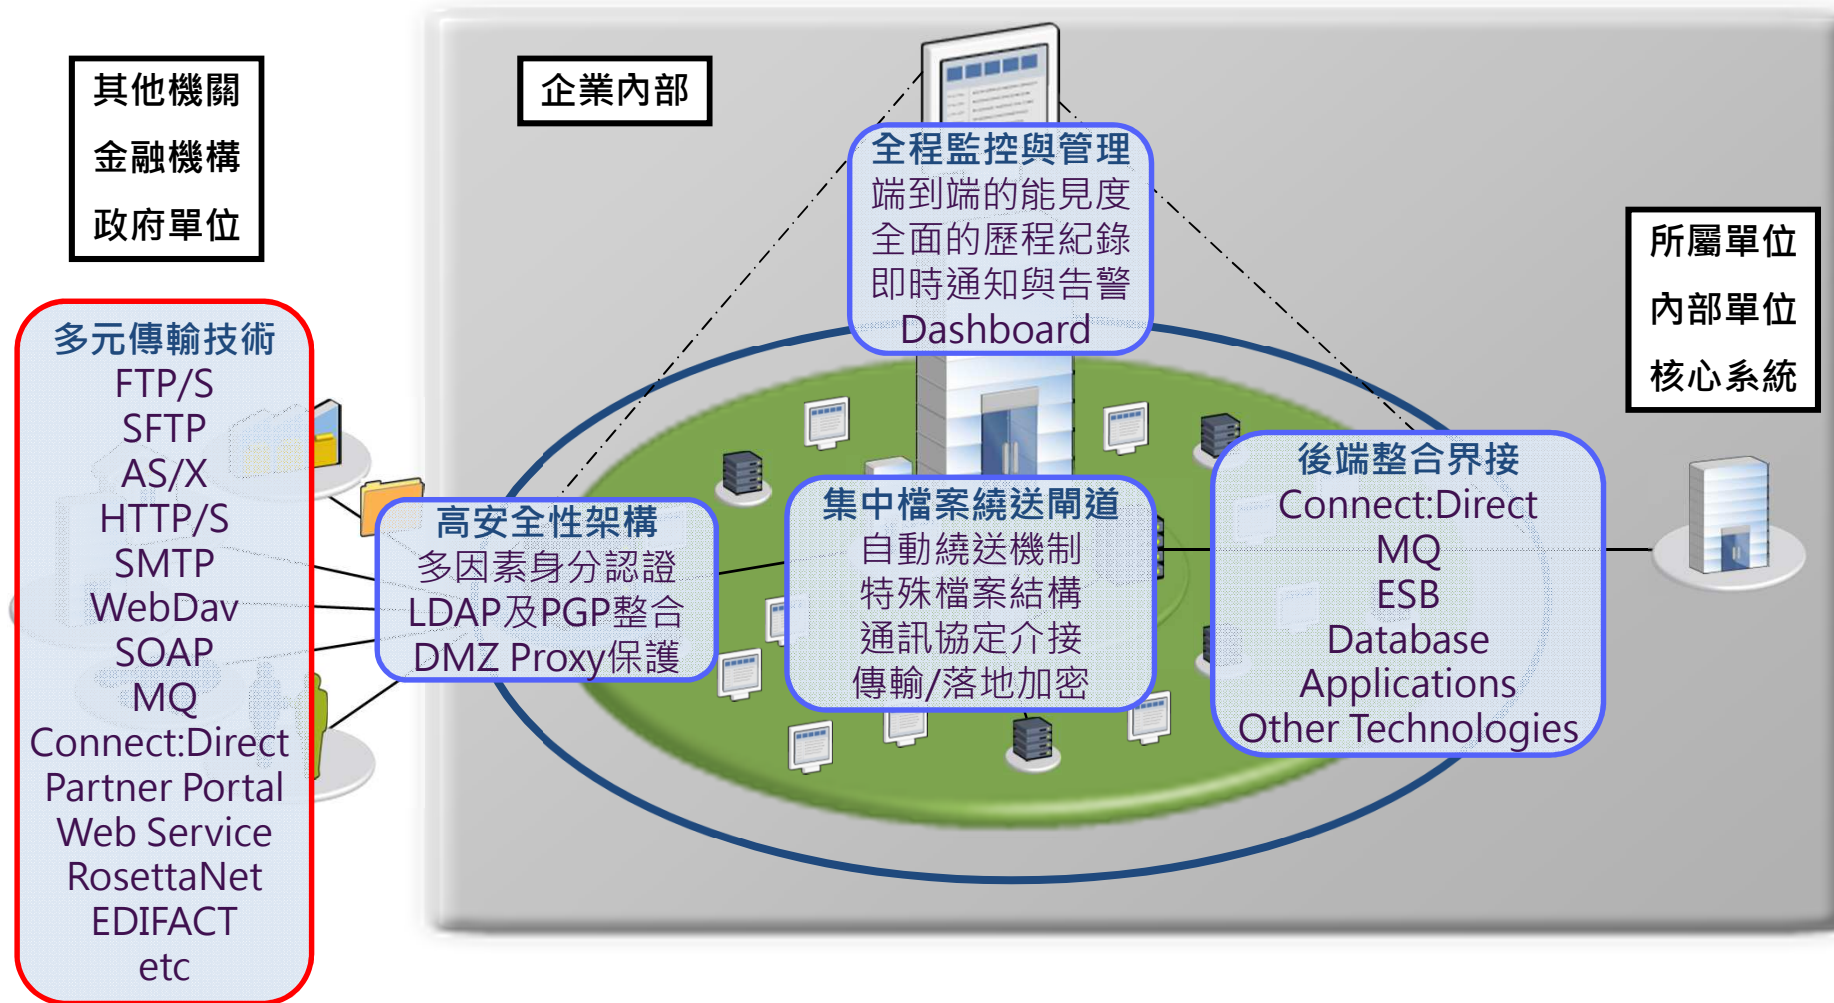 其他機關
金融機構
政府單位
企業內部
全程監控與管理
端到端的能見度
全面的歷程紀錄
即時通知與告警
Dashboard
所屬單位
內部單位
核心系統
多元傳輸技術
FTP/S
SFTP
AS/X
HTTP/S
SMTP
WebDav
SOAP
MQ
Connect:Direct
Partner Portal
Web Service
RosettaNet
EDIFACT
etc
高安全性架構
多因素身分認證
LDAP及PGP整合
DMZ Proxy保護
集中檔案繞送閘道
自動繞送機制
特殊檔案結構
通訊協定介接
傳輸/落地加密
後端整合界接
Connect:Direct
MQ
ESB
Database
Applications
Other Technologies